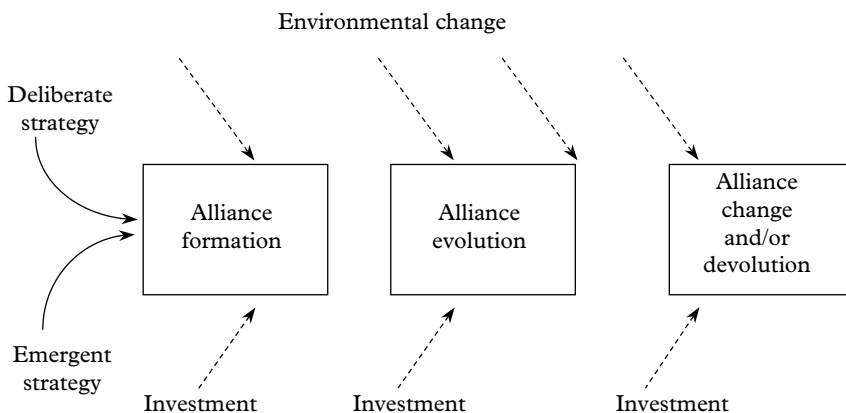 Environmental change
Deliberate
strategy
Alliance
formation
Alliance
evolution
Alliance
change
and/or
devolution
Emergent
strategy
Investment
Investment
Investment